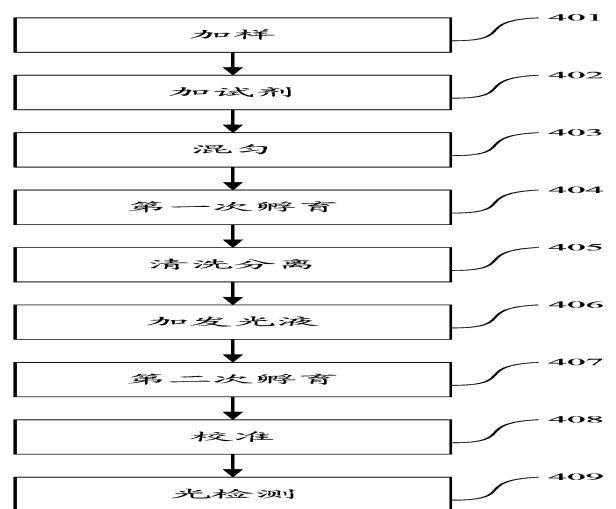 加样 401
加试剂 402
混匀 403
第一次孵育 404
清洗分离 405
加发光液 406
第二次孵育 407
校准 408
光检测 409